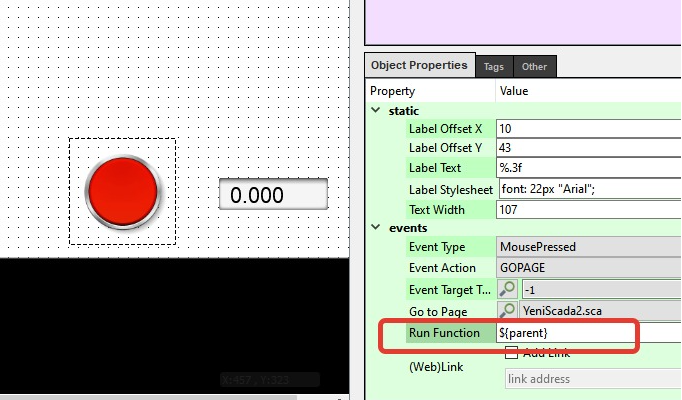 Object Properties Tags Other
Property Value
static
Label Offset X 10
Label Offset Y 43
Label Text %.3f
Label Stylesheet font: 22px "Arial";
Text Width 107
events
Event Type MousePressed
Event Action GOPAGE
Event Target T... -1
Go to Page YeniScada2.sca
Run Function ${parent}
Add Link
(Web)Link
link address
0.000
X:457 , Y:323